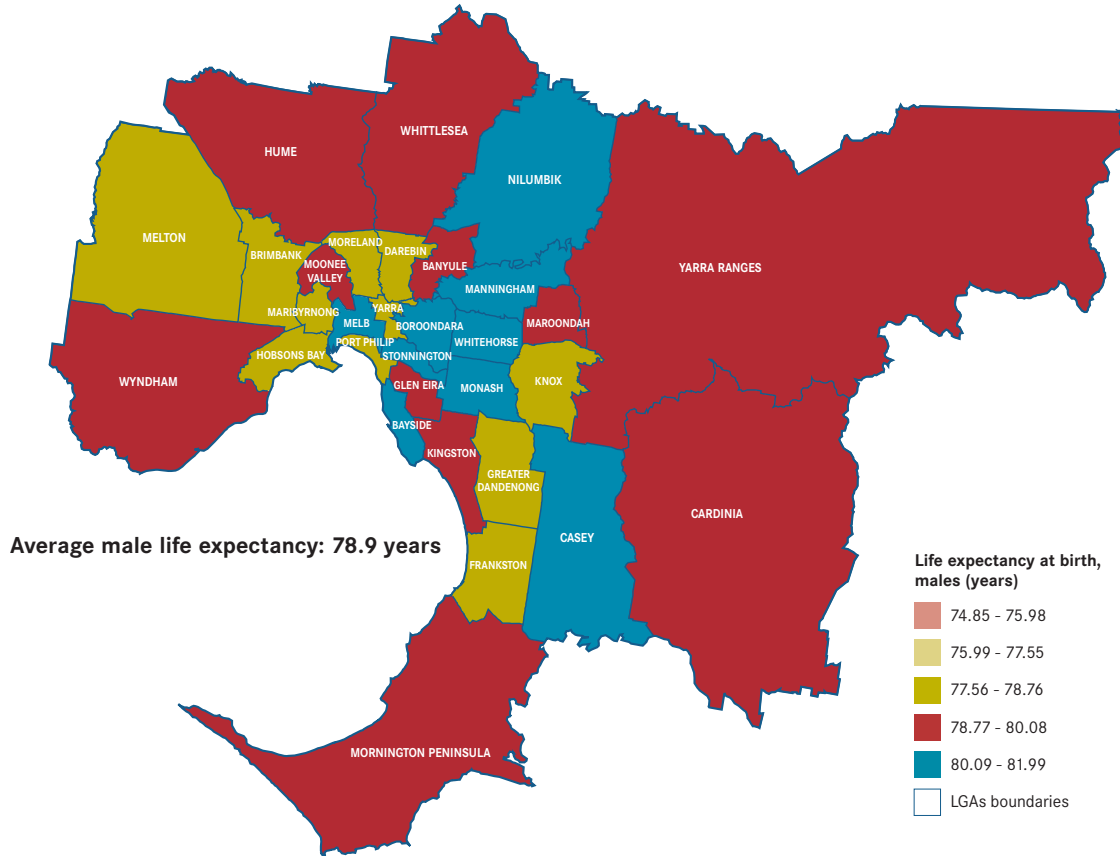 WHITTLESEA
HUME
NILUMBIK
MELTON
MORELAND
DAREBIN
BRIMBANK
MOONEE
VALLEY
BANYULE
YARRA RANGES
MANNINGHAM
MARIBYRNONG
YARRA
MELB
BOROONDARA
MAROONDAH
PORT PHILIP
WHITEHORSE
HOBSONS BAY
STONNINGTON
WYNDHAM
GLEN EIRA
MONASH
KNOX
BAYSIDE
KINGSTON
GREATER
DANDENONG
CARDINIA
CASEY
Average male life expectancy: 78.9 years
FRANKSTON
MORNINGTON PENINSULA
Life expectancy at birth,
males (years)
74.85 - 75.98
75.99 - 77.55
77.56 - 78.76
78.77 - 80.08
80.09 - 81.99
LGAs boundaries